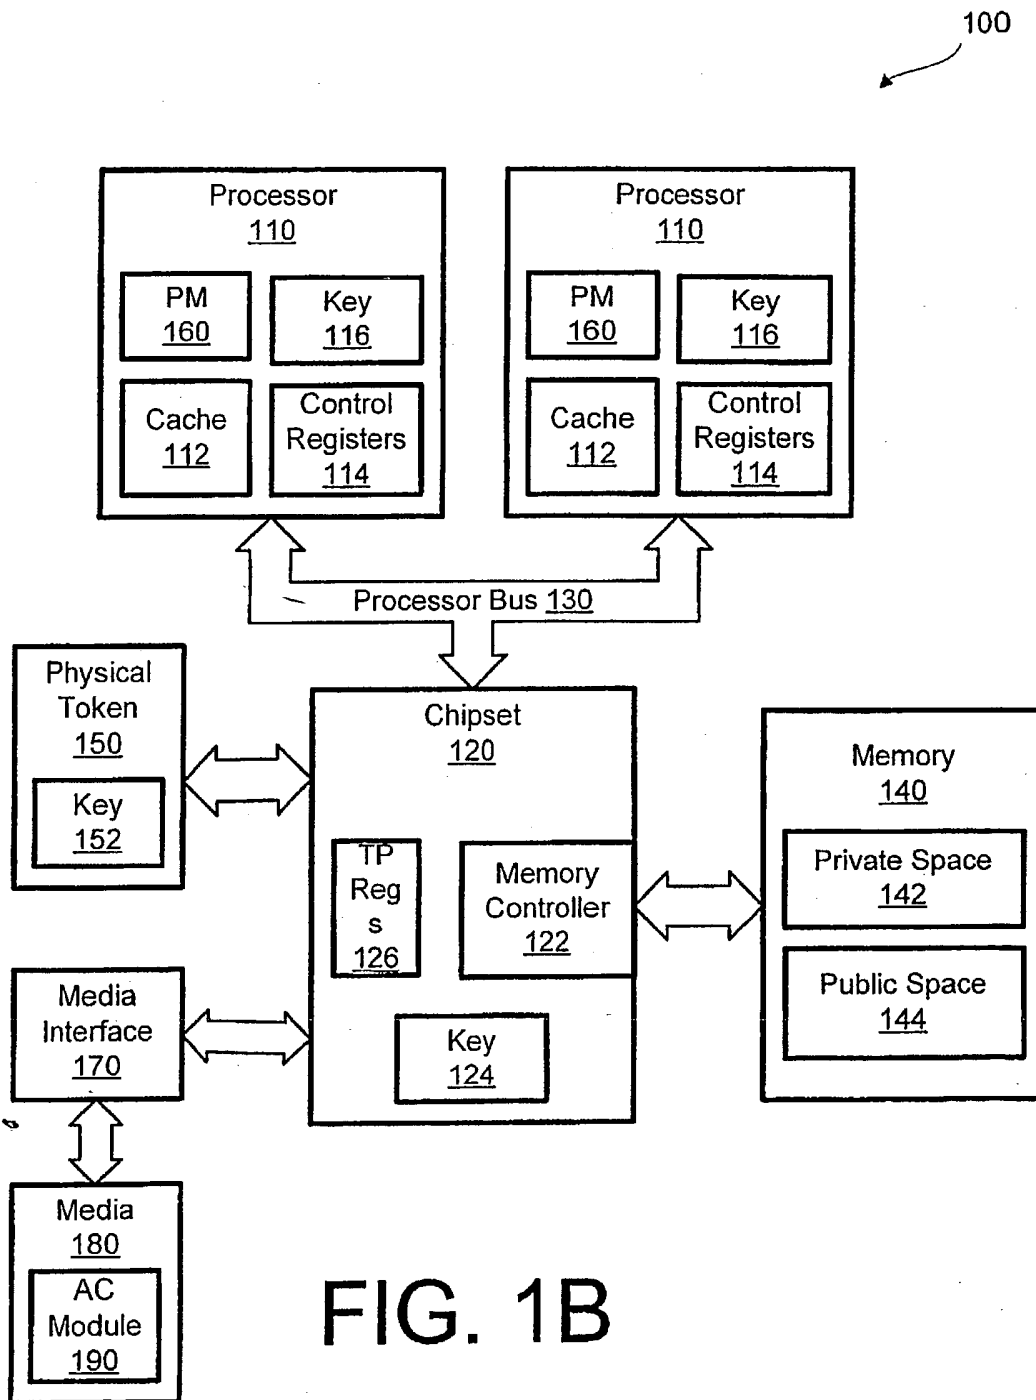 100
Processor
110
PM
160
Key
116
Cache
112
Control
Registers
114
Processor
110
PM
160
Key
116
Cache
112
Control
Registers
114
Processor Bus 130
Physical
Token
150
Key
152
Chipset
120
TP
Reg
s
126
Memory
Controller
122
Key
124
Memory
140
Private Space
142
Public Space
144
Media
Interface
170
Media
180
AC
Module
190
FIG. 1B